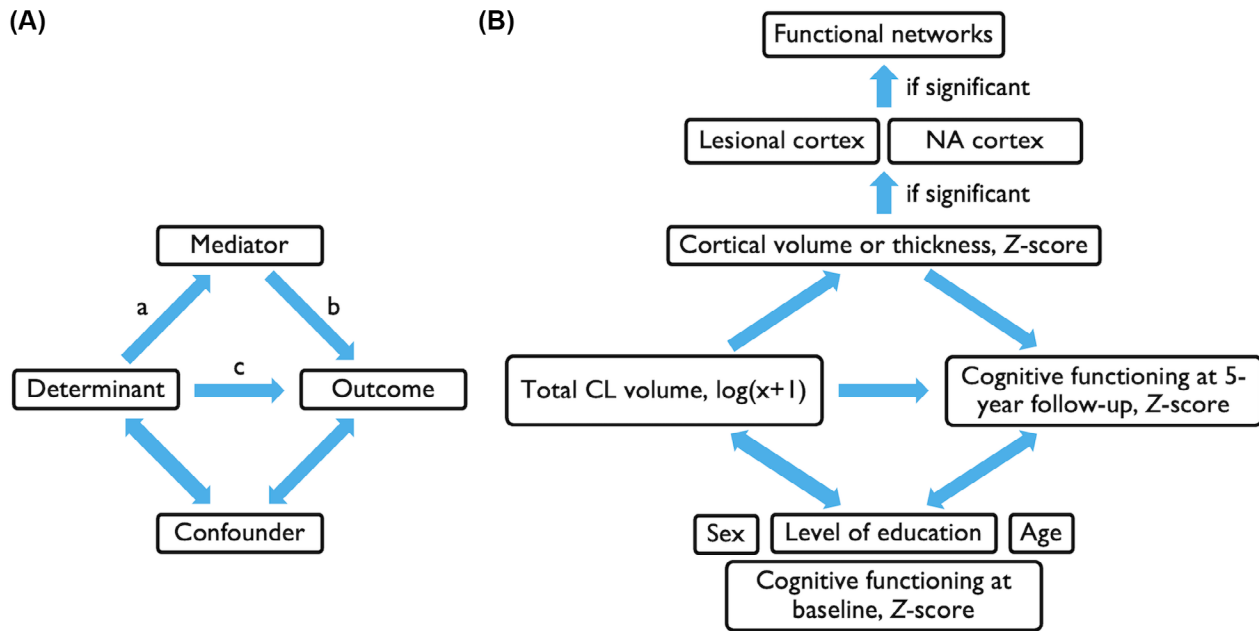 (A)
Mediator
a
b
c
Determinant
Outcome
Confounder
(B)
Functional networks
if significant
Lesional cortex
NA cortex
if significant
Cortical volume or thickness, Z-score
Total CL volume, log(x+1)
Cognitive functioning at 5-
year follow-up, Z-score
Sex
Level of education
Age
Cognitive functioning at
baseline, Z-score